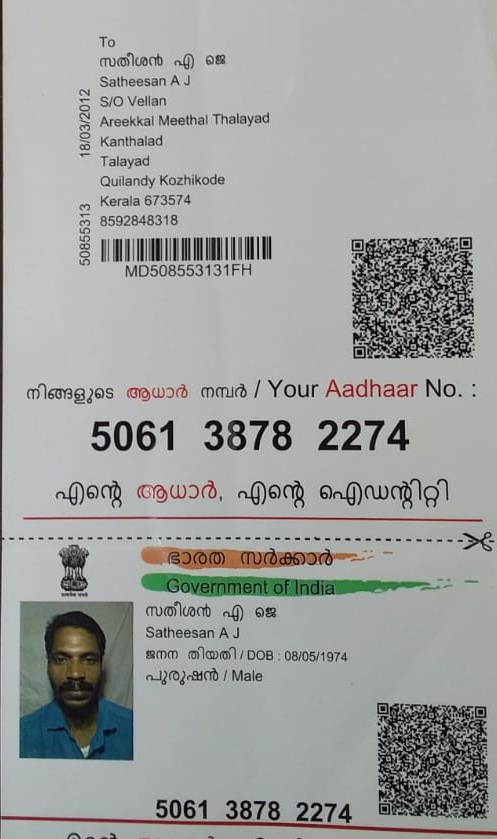 To
സതീശൻ എ ജെ
Satheesan A J
S/O Vellan
Areekkal Meethal Thalayad
Kanthalad
Talayad
Quilandy Kozhikode
Kerala 673574
8592848318
18/03/2012
50855313
MD508553131FH
നിങ്ങളുടെ ആധാർ നമ്പർ / Your Aadhaar No. :
5061 3878 2274
എന്റെ ആധാർ, എന്റെ ഐഡന്റിറ്റി
ഭാരത സർക്കാർ
Government of India
സതീശൻ എ ജെ
Satheesan A J
ജനന തിയതി / DOB : 08/05/1974
പുരുഷൻ / Male
5061 3878 2274